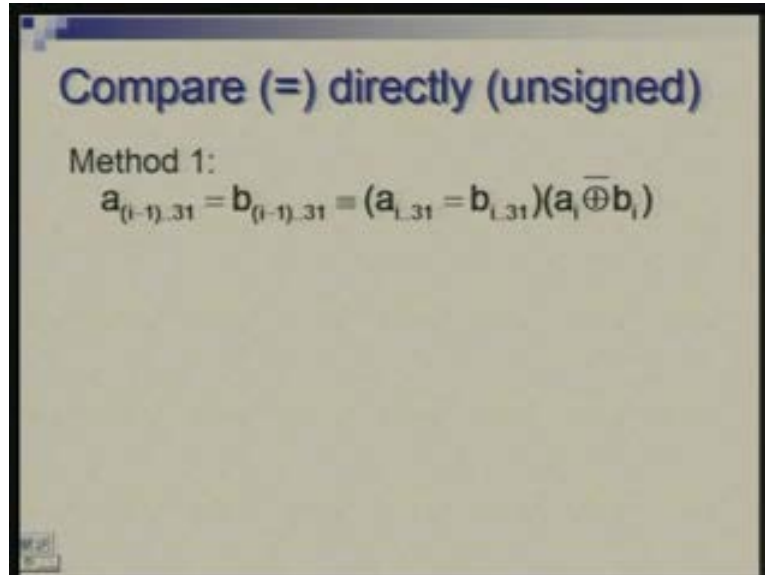 Compare (=) directly (unsigned)
Method 1:
a(i-1)..31 = b(i-1)..31 ≡ (ai..31 = bi..31)(ai ⊕̅ bi)